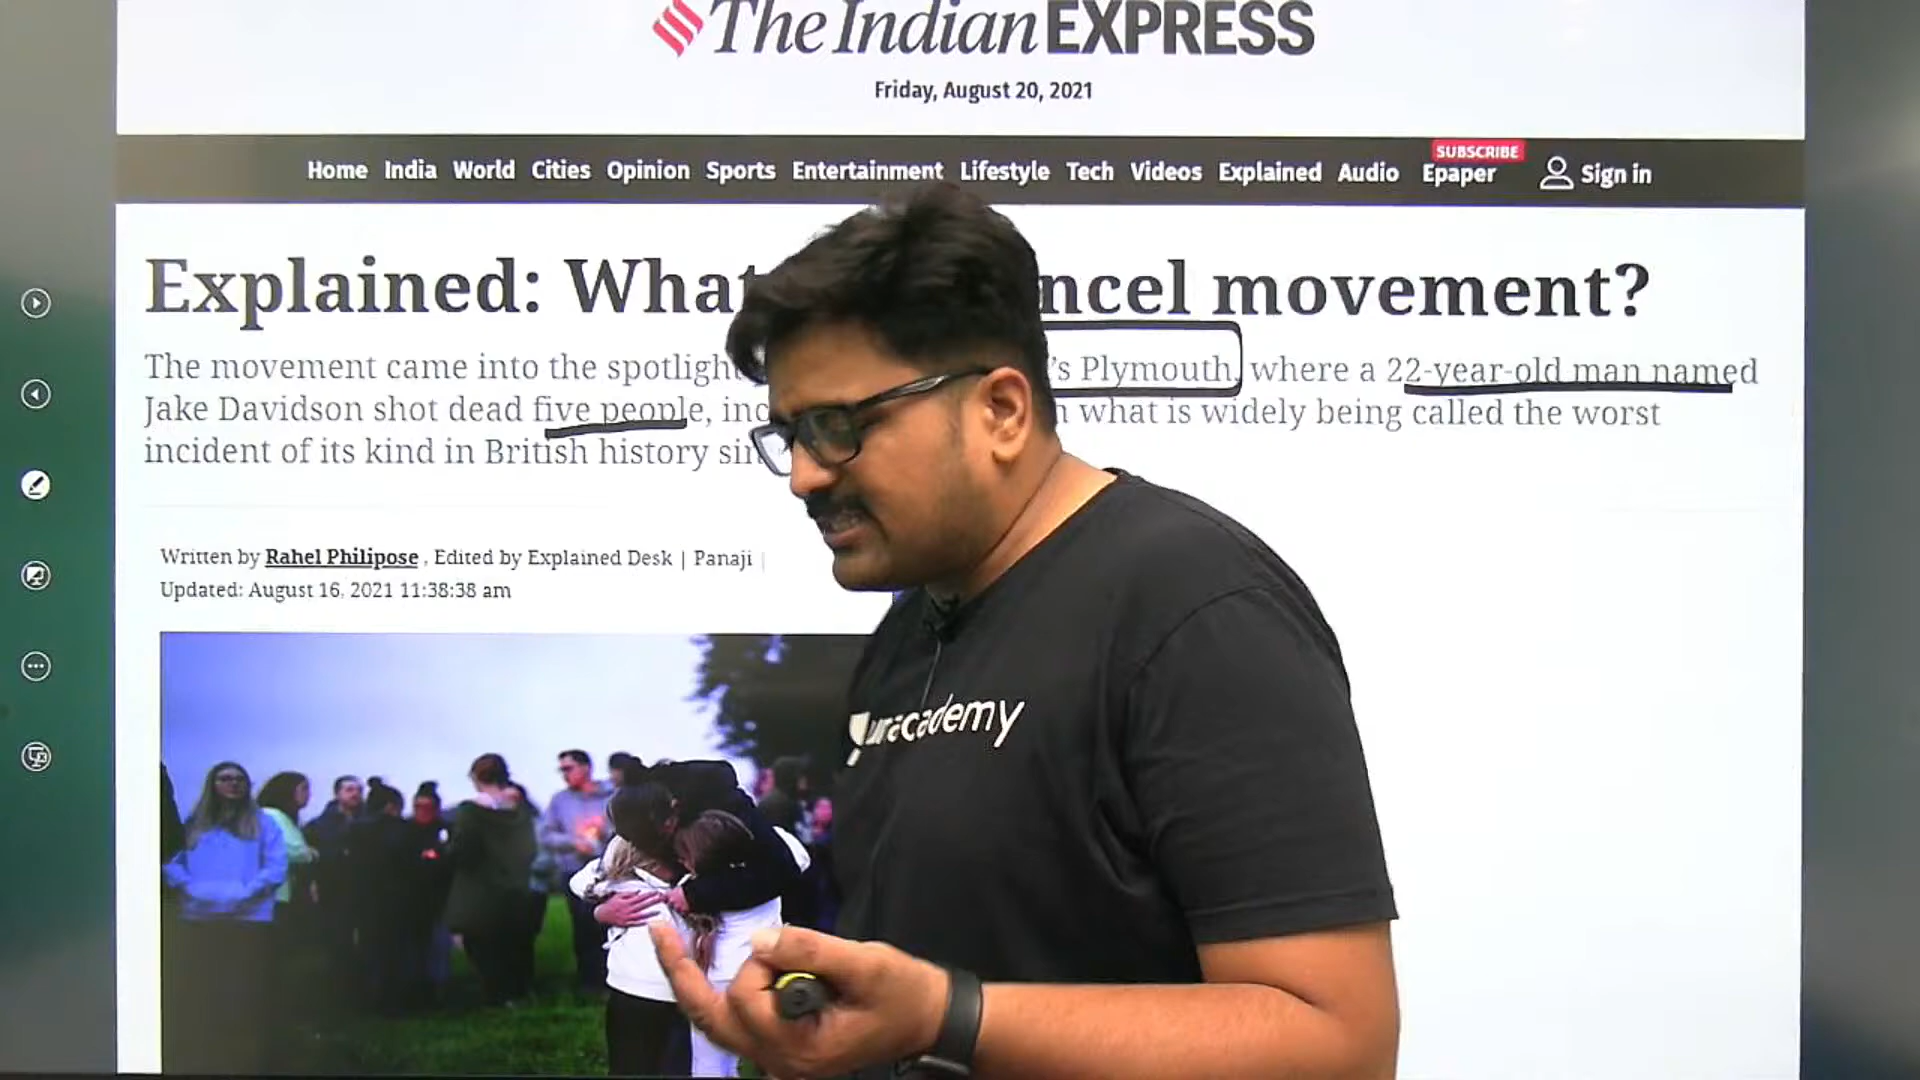 The Indian EXPRESS
Friday, August 20, 2021
SUBSCRIBE
Home India World Cities Opinion Sports Entertainment Lifestyle Tech Videos Explained Audio Epaper Sign in
Explained: What ncel movement?
The movement came into the spotlight 's Plymouth, where a 22-year-old man named
Jake Davidson shot dead five people, inc what is widely being called the worst
incident of its kind in British history sin
Written by Rahel Philipose , Edited by Explained Desk | Panaji |
Updated: August 16, 2021 11:38:38 am
unacademy